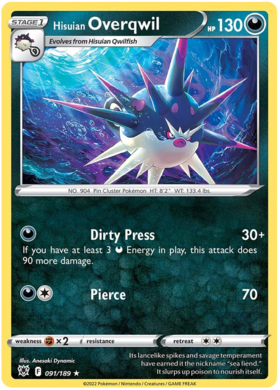 STAGE 1
Hisuian Overqwil HP 130
Evolves from Hisuian Qwilfish
NO. 904 Pin Cluster Pokémon HT: 8'2" WT: 133.4 lbs.
Dirty Press 30+
If you have at least 3 Energy in play, this attack does
90 more damage.
Pierce 70
weakness ×2 resistance retreat
Illus. Anesaki Dynamic
F 091/189 ★
Its lancelike spikes and savage temperament
have earned it the nickname “sea fiend.”
It slurps up poison to nourish itself.
©2022 Pokémon / Nintendo / Creatures / GAME FREAK